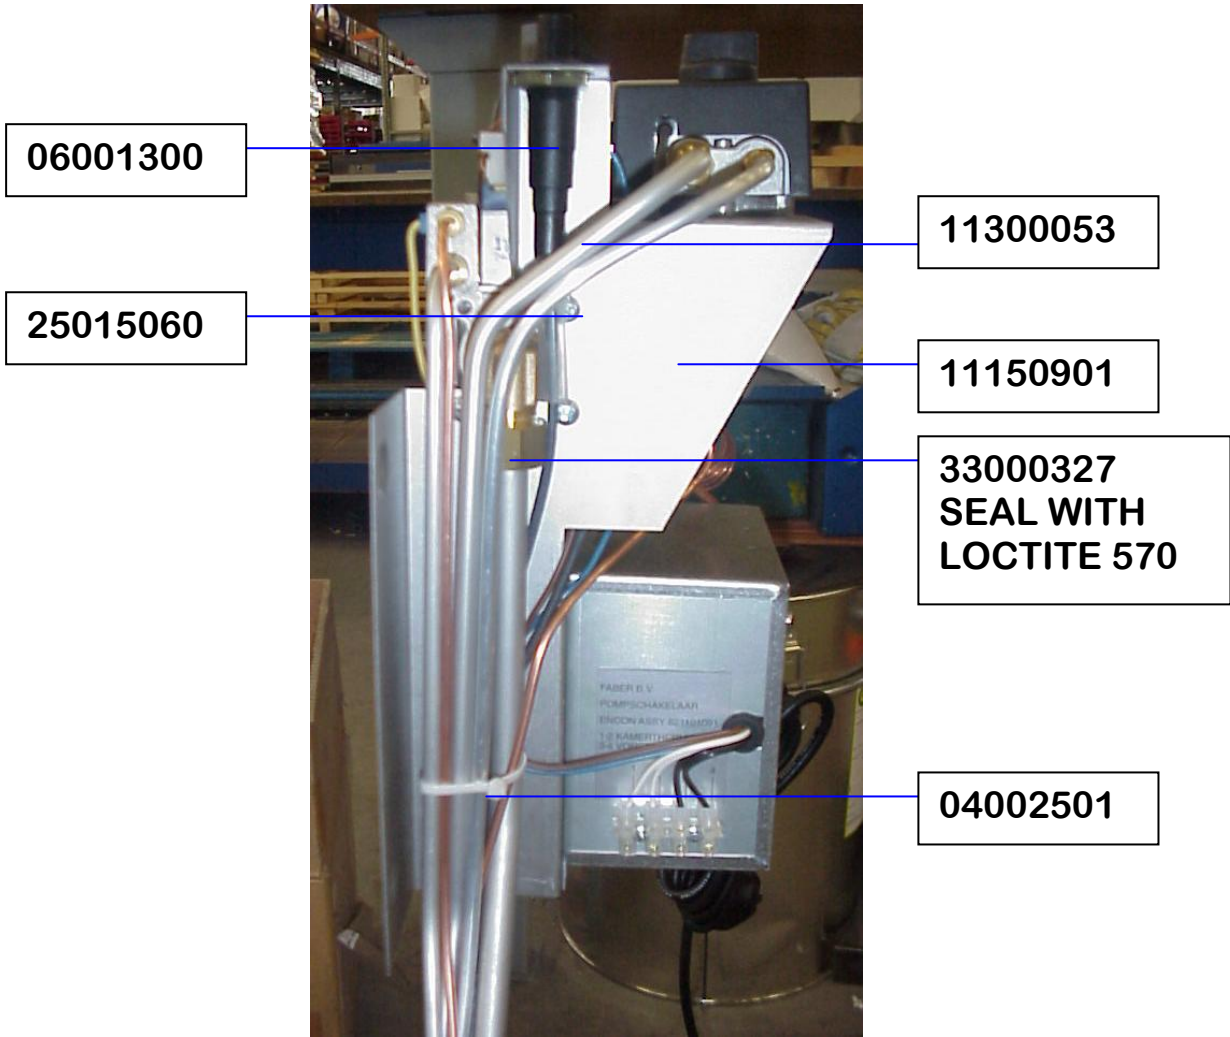 06001300
11300053
25015060
11150901
33000327
SEAL WITH
LOCTITE 570
FABER B.V
POMPSCHAKELAAR
04002501